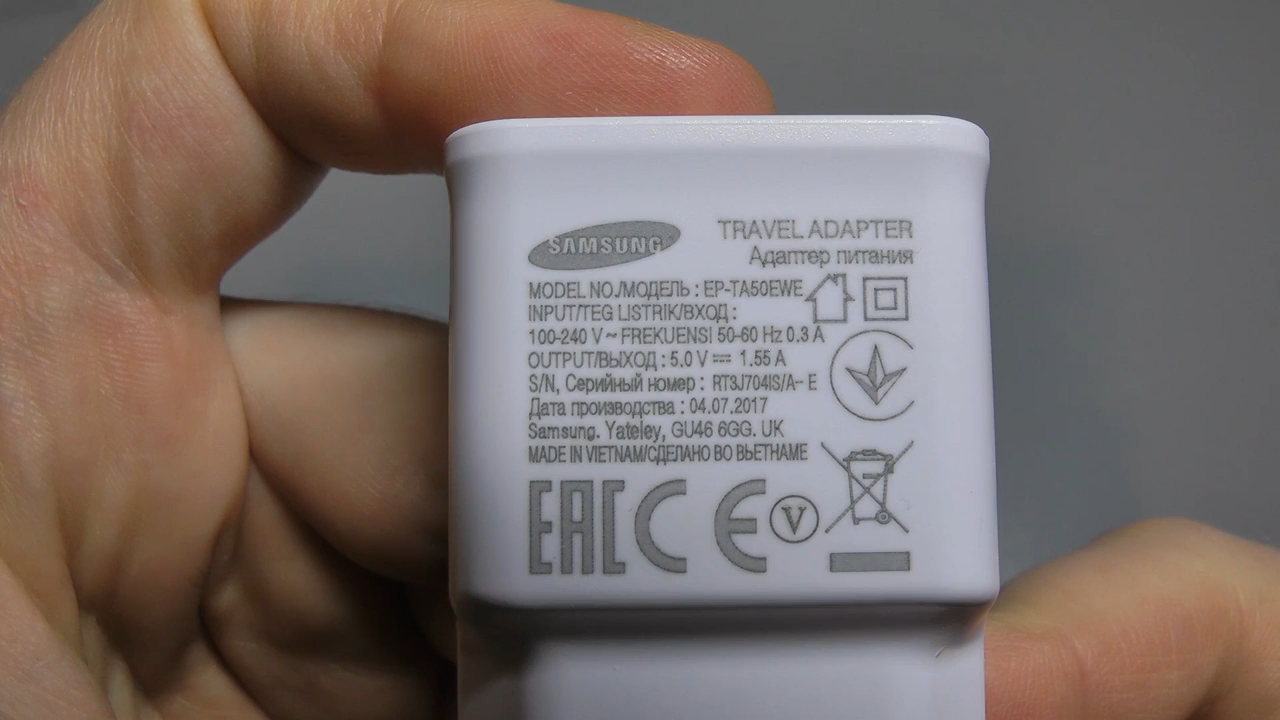 SAMSUNG
TRAVEL ADAPTER
Адаптер питания
MODEL NO./МОДЕЛЬ : EP-TA50EWE
INPUT/TEG LISTRIK/ВХОД :
100-240 V ~ FREKUENSI 50-60 Hz 0.3 A
OUTPUT/ВЫХОД : 5.0 V ⎓ 1.55 A
S/N, Серийный номер : RT3J704IS/A- E
Дата производства : 04.07.2017
Samsung. Yateley, GU46 6GG. UK
MADE IN VIETNAM/СДЕЛАНО ВО ВЬЕТНАМЕ
EAC CE V